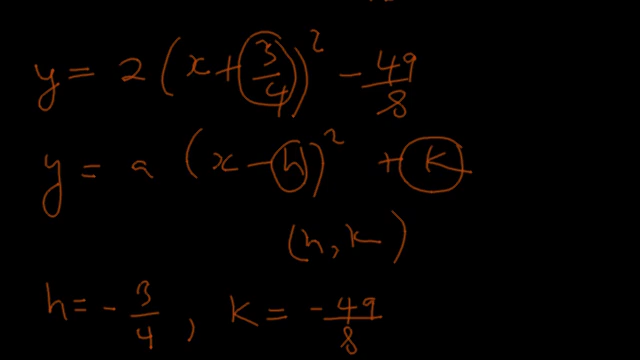 y = 2 (x + 3/4)² - 49/8
y = a (x - h)² + k
(h, k)
h = - 3/4 , k = - 49/8